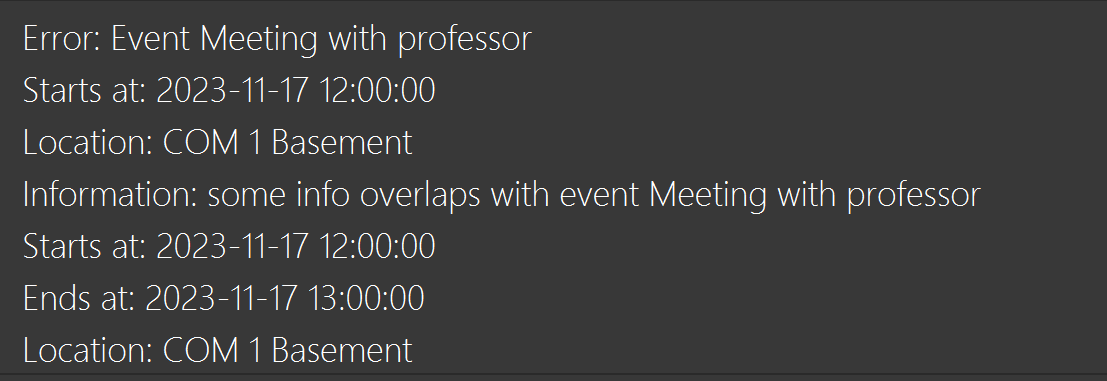 Error: Event Meeting with professor
Starts at: 2023-11-17 12:00:00
Location: COM 1 Basement
Information: some info overlaps with event Meeting with professor
Starts at: 2023-11-17 12:00:00
Ends at: 2023-11-17 13:00:00
Location: COM 1 Basement